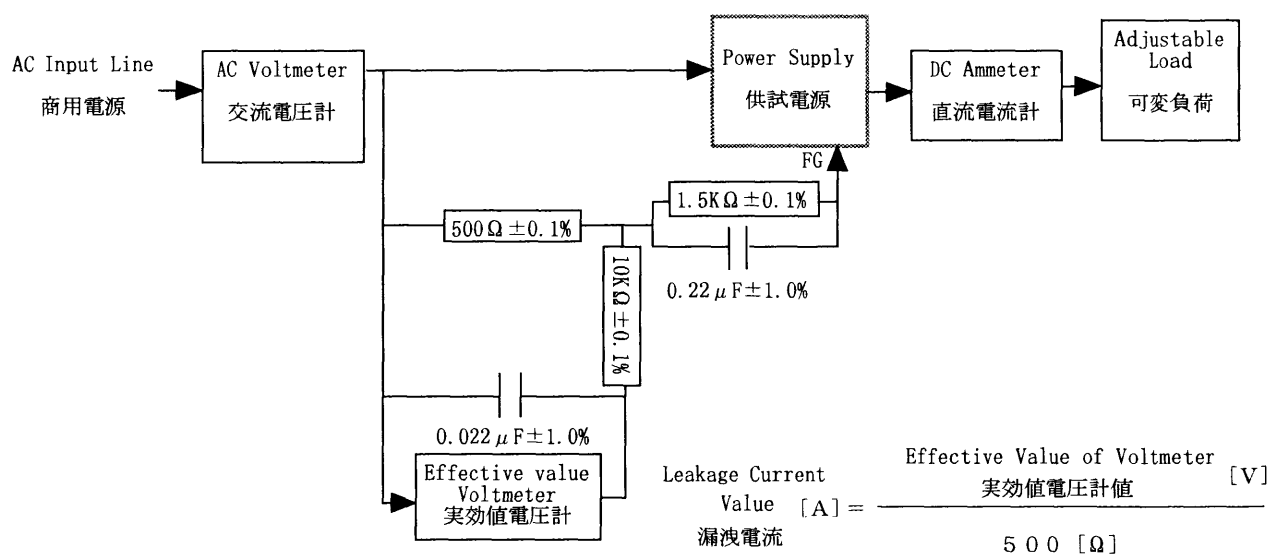 AC Input Line
商用電源
AC Voltmeter
交流電圧計
Power Supply
供試電源
DC Ammeter
直流電流計
Adjustable
Load
可変負荷
FG
1.5KΩ±0.1%
500Ω±0.1%
0.22μF±1.0%
10KΩ±0.1%
0.022μF±1.0%
Effective value
Voltmeter
実効値電圧計
Leakage Current
Value [A]=
漏洩電流
Effective Value of Voltmeter
実効値電圧計値 [V]
500[Ω]